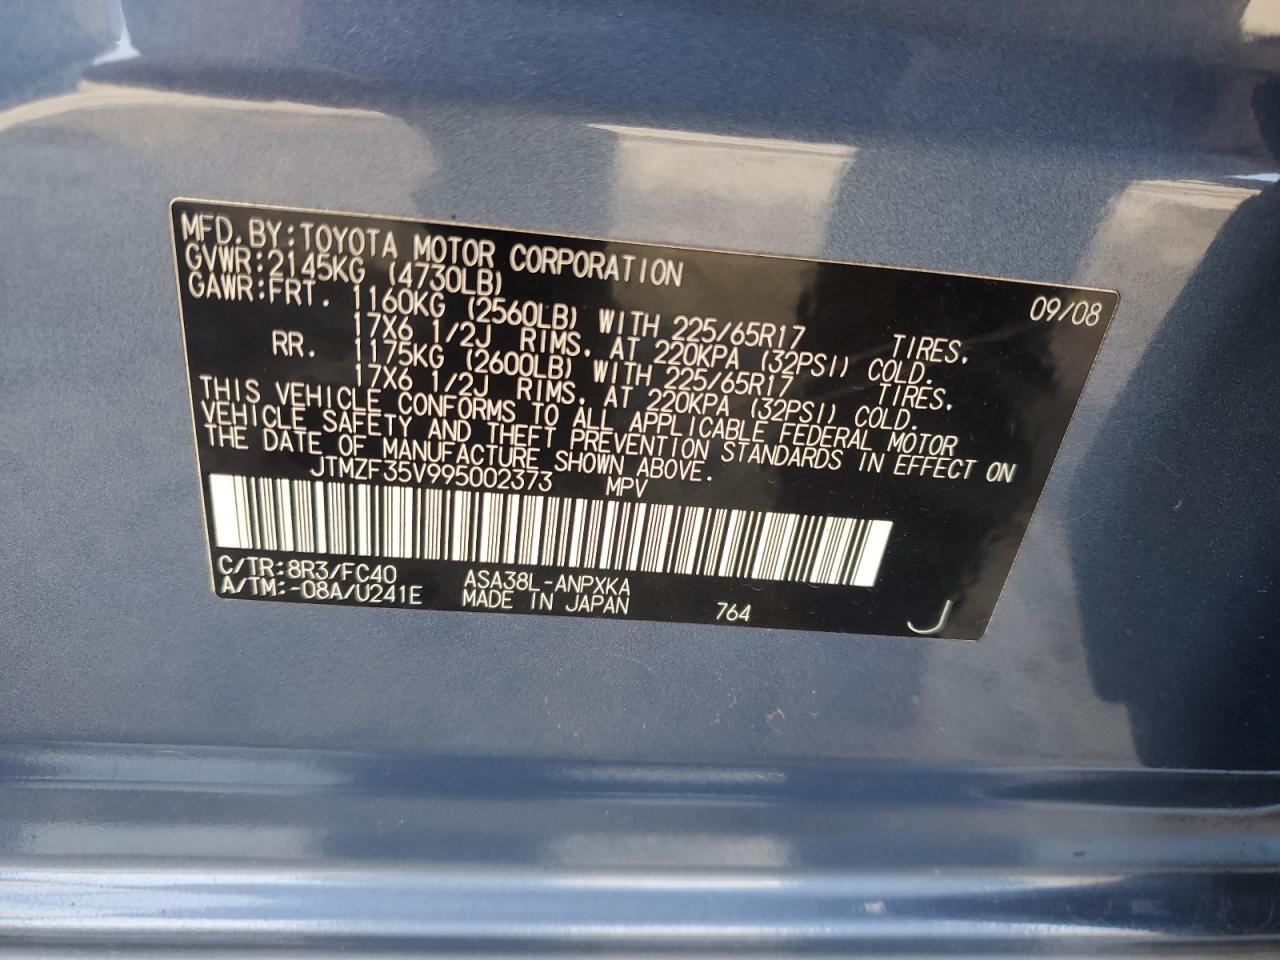 MFD. BY: TOYOTA MOTOR CORPORATION 09/08
GVWR: 2145KG (4730LB)
GAWR: FRT. 1160KG (2560LB) WITH 225/65R17 TIRES,
17X6 1/2J RIMS, AT 220KPA (32PSI) COLD.
RR. 1175KG (2600LB) WITH 225/65R17 TIRES,
17X6 1/2J RIMS, AT 220KPA (32PSI) COLD.
THIS VEHICLE CONFORMS TO ALL APPLICABLE FEDERAL MOTOR
VEHICLE SAFETY AND THEFT PREVENTION STANDARDS IN EFFECT ON
THE DATE OF MANUFACTURE SHOWN ABOVE.
JTMZF35V995002373 MPV
C/TR: 8R3/FC40 ASA38L-ANPXKA
A/TM: -08A/U241E MADE IN JAPAN 764 J